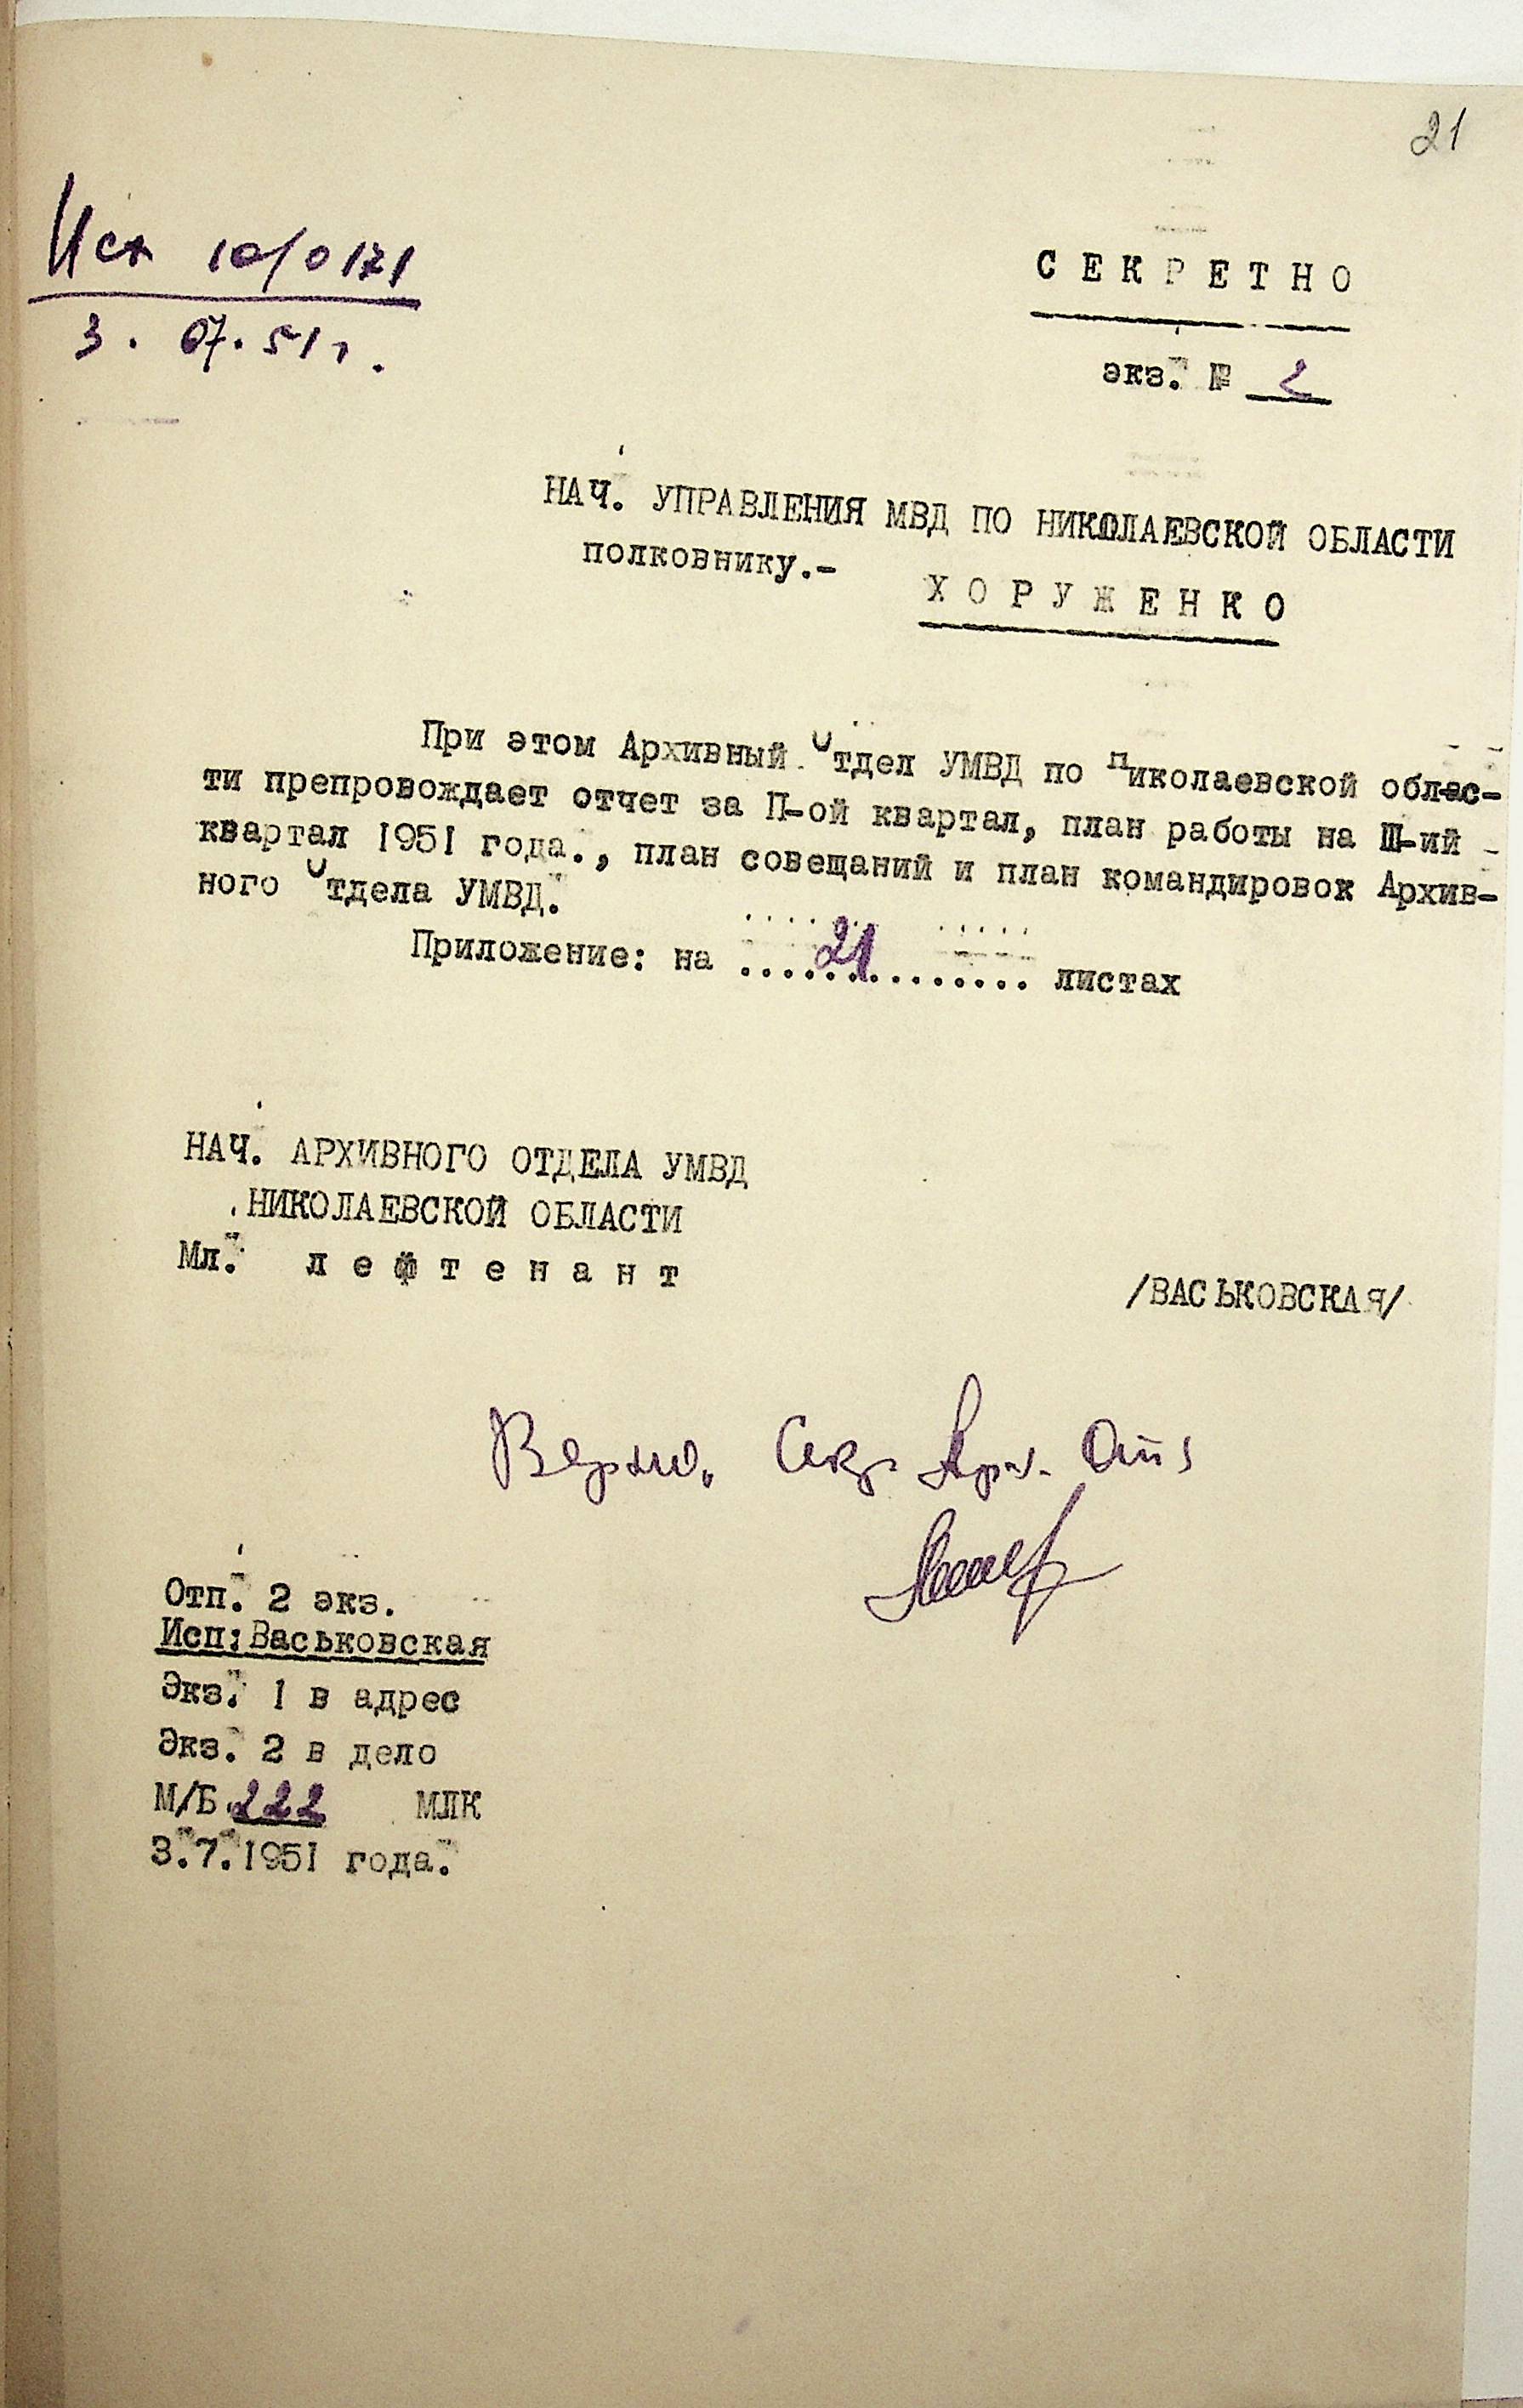 21
Исх 10/0171
3. 07. 51 г.
СЕКРЕТНО
экз. № 2
НАЧ. УПРАВЛЕНИЯ МВД ПО НИКОЛАЕВСКОЙ ОБЛАСТИ
полковнику.-
ХОРУЖЕНКО
При этом Архивный Отдел УМВД по Николаевской облас-
ти препровождает отчет за П-ой квартал, план работы на Ш-ий
квартал 1951 года., план совещаний и план командировок Архив-
ного Отдела УМВД.
Приложение: на ......21........ листах
НАЧ. АРХИВНОГО ОТДЕЛА УМВД
НИКОЛАЕВСКОЙ ОБЛАСТИ
Мл. лефтенант
/ВАСЬКОВСКАЯ/
Верно. Секр. Арх. Отд
Отп. 2 экз.
Исп: Васьковская
Экз. 1 в адрес
Экз. 2 в дело
М/Б.222 МЛК
3.7.1951 года.